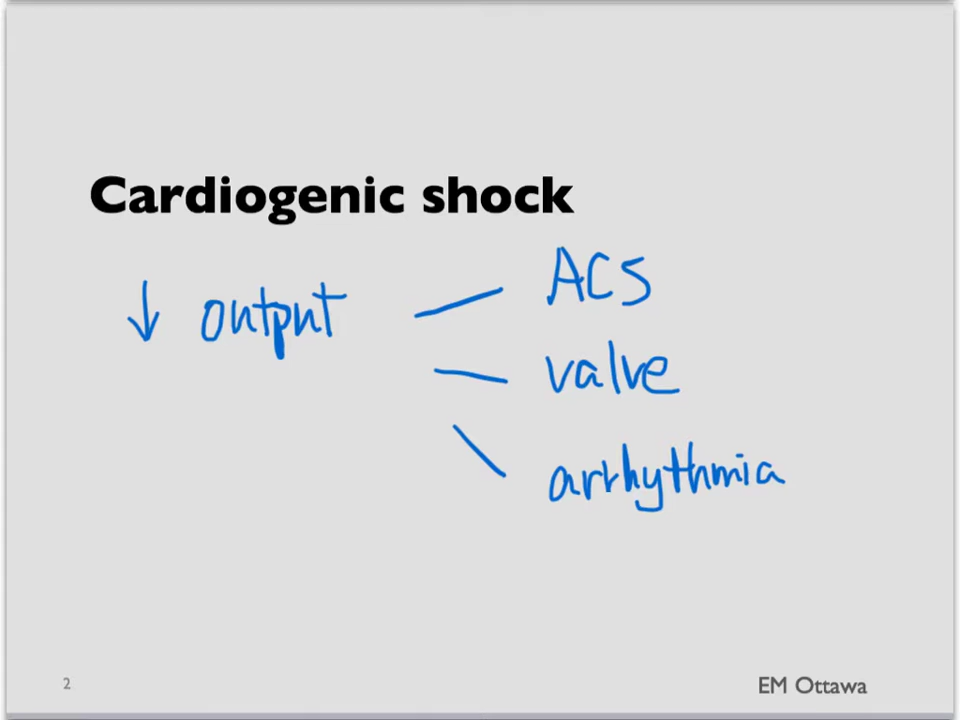 Cardiogenic shock
↓ output
ACS
valve
arrhythmia
2
EM Ottawa